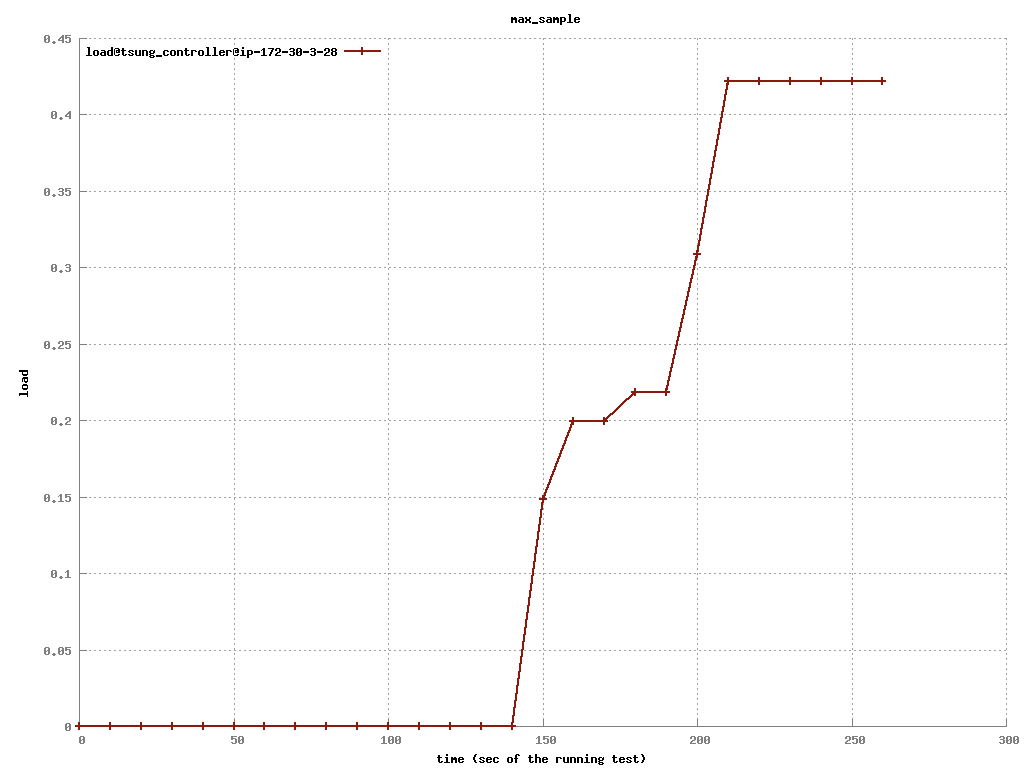 max_sample
load@tsung_controller@ip-172-30-3-28
0.45
0.4
0.35
0.3
0.25
0.2
0.15
0.1
0.05
0
load
0 50 100 150 200 250 300
time (sec of the running test)